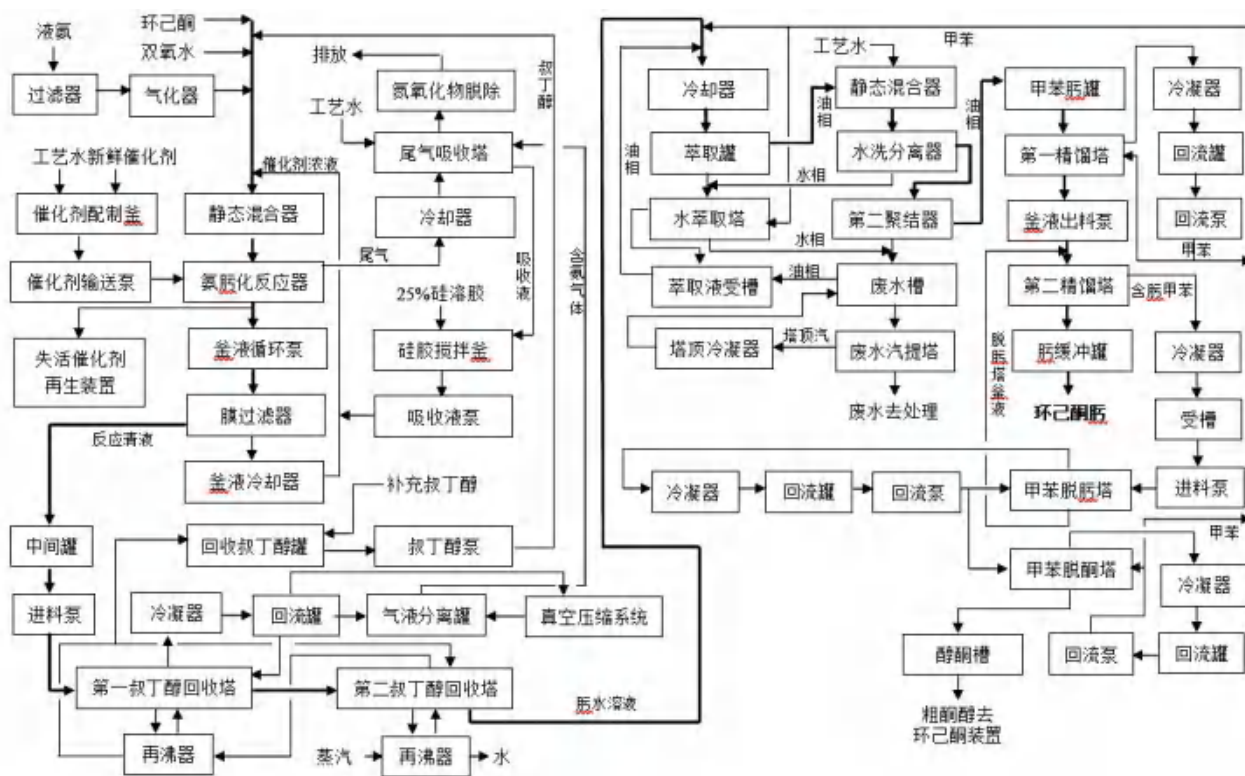 液氨
过滤器
气化器
环己酮
双氧水
工艺水新鲜催化剂
催化剂配制釜
催化剂输送泵
失活催化剂
再生装置
催化剂浓液
静态混合器
氨肟化反应器
釜液循环泵
膜过滤器
反应清液
釜液冷却器
排放
氮氧化物脱除
工艺水
尾气吸收塔
冷却器
尾气
25%硅溶胶
硅胶搅拌釜
吸收液泵
吸收液
叔丁醇
含氨气体
补充叔丁醇
中间罐
回收叔丁醇罐
叔丁醇泵
进料泵
冷凝器
回流罐
气液分离罐
真空压缩系统
第一叔丁醇回收塔
第二叔丁醇回收塔
肟水溶液
再沸器
蒸汽
再沸器
水
甲苯
工艺水
冷却器
油相
静态混合器
油相
甲苯肟罐
冷凝器
油相
萃取罐
水洗分离器
第一精馏塔
回流罐
水相
水萃取塔
第二聚结器
釜液出料泵
回流泵
水相
甲苯
萃取液受槽
油相
废水槽
第二精馏塔
含肟甲苯
塔顶冷凝器
塔顶汽
废水汽提塔
脱肟塔釜液
肟缓冲罐
冷凝器
废水去处理
环己酮肟
受槽
冷凝器
回流罐
回流泵
甲苯脱肟塔
进料泵
甲苯
甲苯脱酮塔
冷凝器
醇酮槽
回流泵
回流罐
粗酮醇去
环己酮装置